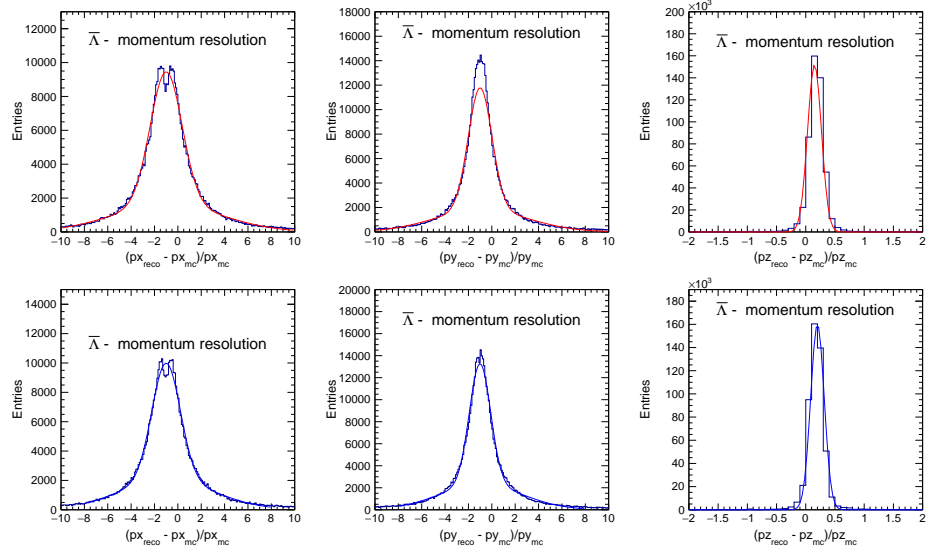 Λ̅ - momentum resolution
Entries
12000
10000
8000
6000
4000
2000
0
−10 −8 −6 −4 −2 0 2 4 6 8 10
(px_reco - px_mc)/px_mc
Λ̅ - momentum resolution
Entries
18000
16000
14000
12000
10000
8000
6000
4000
2000
0
−10 −8 −6 −4 −2 0 2 4 6 8 10
(py_reco - py_mc)/py_mc
×10³
Λ̅ - momentum resolution
Entries
200
180
160
140
120
100
80
60
40
20
0
−2 −1.5 −1 −0.5 0 0.5 1 1.5 2
(pz_reco - pz_mc)/pz_mc
Λ̅ - momentum resolution
Entries
14000
12000
10000
8000
6000
4000
2000
0
−10 −8 −6 −4 −2 0 2 4 6 8 10
(px_reco - px_mc)/px_mc
Λ̅ - momentum resolution
Entries
20000
18000
16000
14000
12000
10000
8000
6000
4000
2000
0
−10 −8 −6 −4 −2 0 2 4 6 8 10
(py_reco - py_mc)/py_mc
×10³
Λ̅ - momentum resolution
Entries
180
160
140
120
100
80
60
40
20
0
−2 −1.5 −1 −0.5 0 0.5 1 1.5 2
(pz_reco - pz_mc)/pz_mc